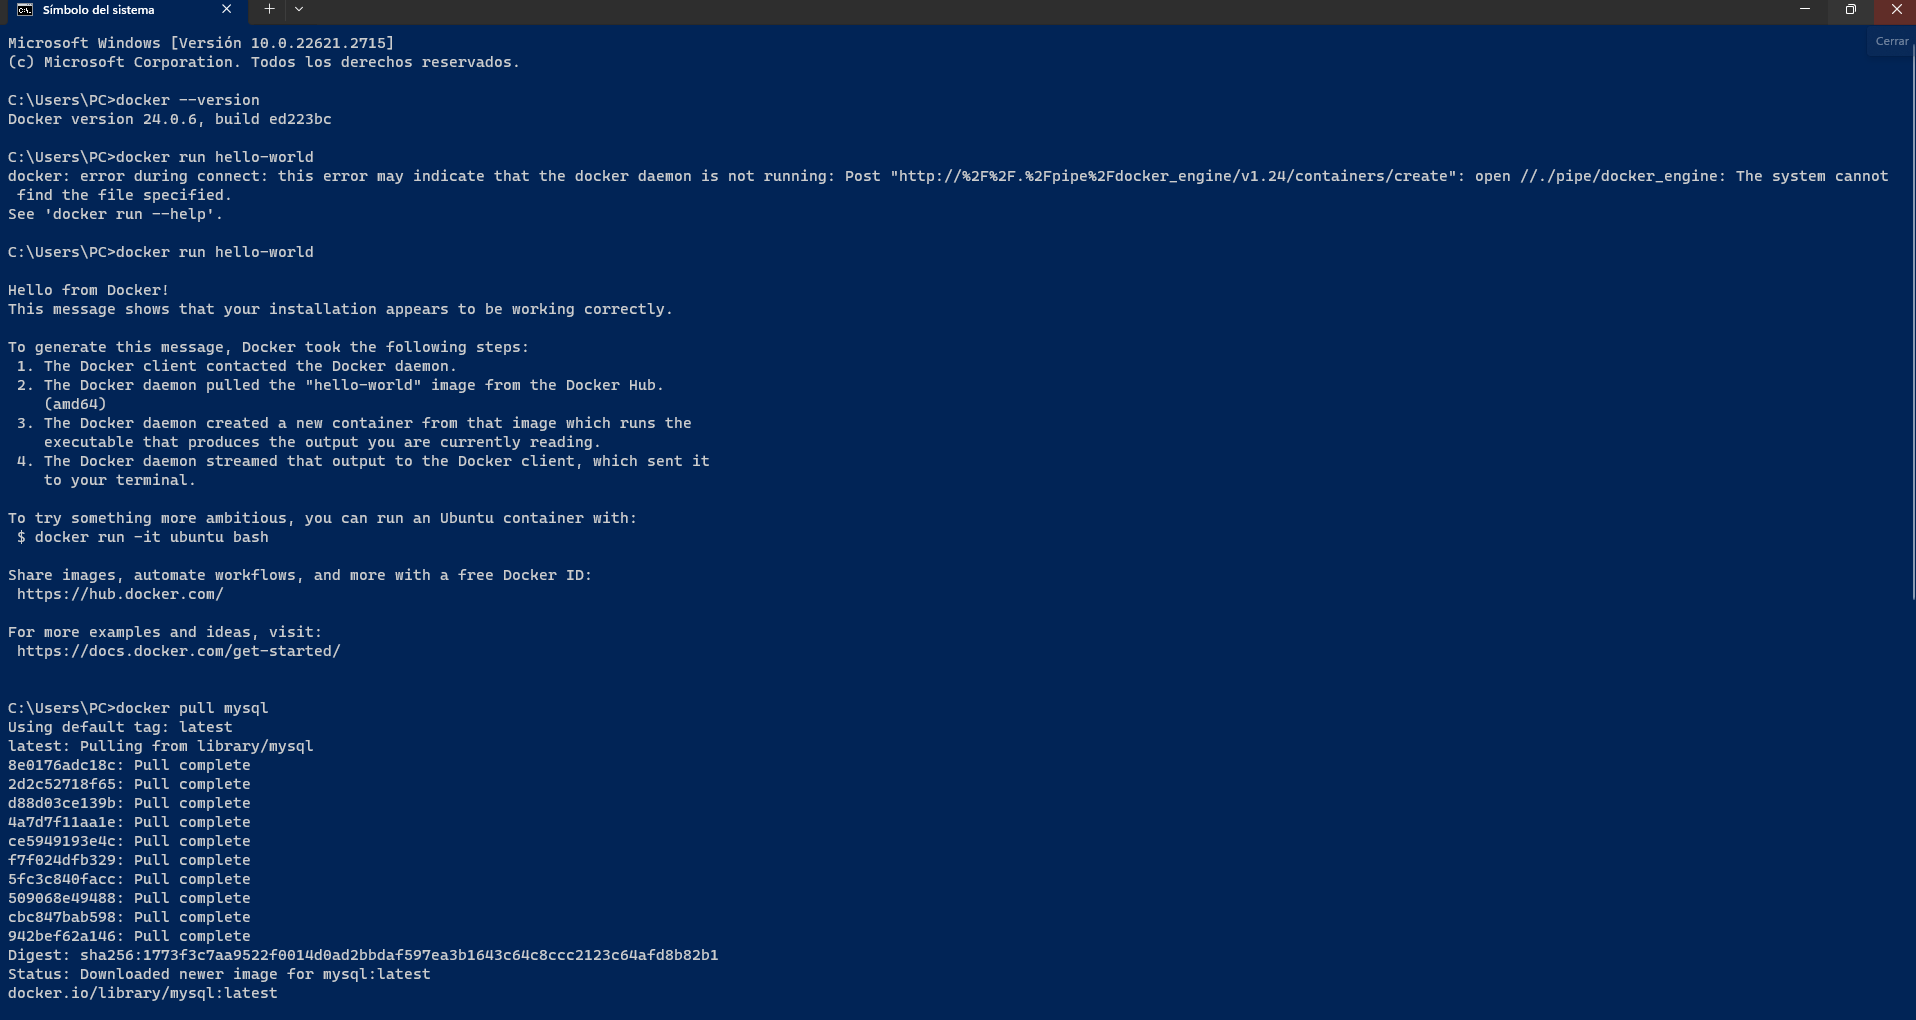 Símbolo del sistema
Cerrar
Microsoft Windows [Versión 10.0.22621.2715]
(c) Microsoft Corporation. Todos los derechos reservados.
C:\Users\PC>docker --version
Docker version 24.0.6, build ed223bc
C:\Users\PC>docker run hello-world
docker: error during connect: this error may indicate that the docker daemon is not running: Post "http://%2F%2F.%2Fpipe%2Fdocker_engine/v1.24/containers/create": open //./pipe/docker_engine: The system cannot
find the file specified.
See 'docker run --help'.
C:\Users\PC>docker run hello-world
Hello from Docker!
This message shows that your installation appears to be working correctly.
To generate this message, Docker took the following steps:
1. The Docker client contacted the Docker daemon.
2. The Docker daemon pulled the "hello-world" image from the Docker Hub.
(amd64)
3. The Docker daemon created a new container from that image which runs the
executable that produces the output you are currently reading.
4. The Docker daemon streamed that output to the Docker client, which sent it
to your terminal.
To try something more ambitious, you can run an Ubuntu container with:
$ docker run -it ubuntu bash
Share images, automate workflows, and more with a free Docker ID:
https://hub.docker.com/
For more examples and ideas, visit:
https://docs.docker.com/get-started/
C:\Users\PC>docker pull mysql
Using default tag: latest
latest: Pulling from library/mysql
8e0176adc18c: Pull complete
2d2c52718f65: Pull complete
d88d03ce139b: Pull complete
4a7d7f11aa1e: Pull complete
ce5949193e4c: Pull complete
f7f024dfb329: Pull complete
5fc3c840facc: Pull complete
509068e49488: Pull complete
cbc847bab598: Pull complete
942bef62a146: Pull complete
Digest: sha256:1773f3c7aa9522f0014d0ad2bbdaf597ea3b1643c64c8ccc2123c64afd8b82b1
Status: Downloaded newer image for mysql:latest
docker.io/library/mysql:latest